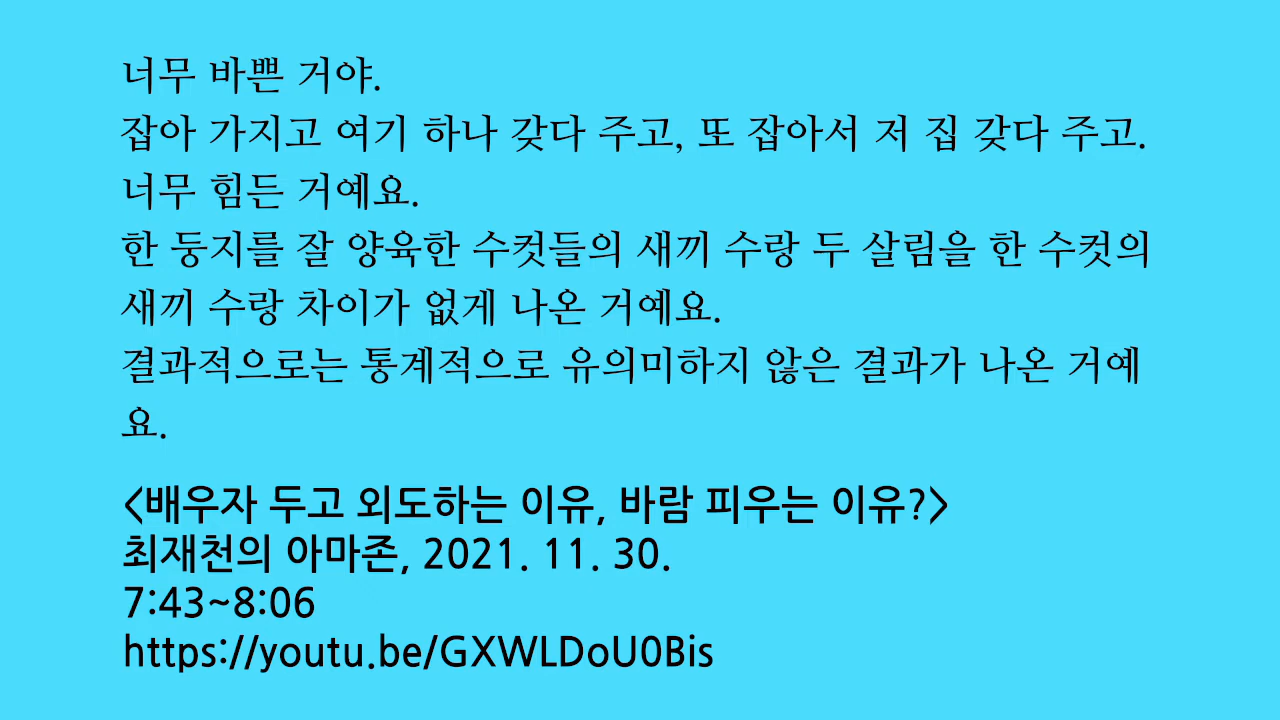 너무 바쁜 거야.
잡아 가지고 여기 하나 갖다 주고, 또 잡아서 저 집 갖다 주고.
너무 힘든 거예요.
한 둥지를 잘 양육한 수컷들의 새끼 수랑 두 살림을 한 수컷의
새끼 수랑 차이가 없게 나온 거예요.
결과적으로는 통계적으로 유의미하지 않은 결과가 나온 거예
요.
<배우자 두고 외도하는 이유, 바람 피우는 이유?>
최재천의 아마존, 2021. 11. 30.
7:43~8:06
https://youtu.be/GXWLDoU0Bis